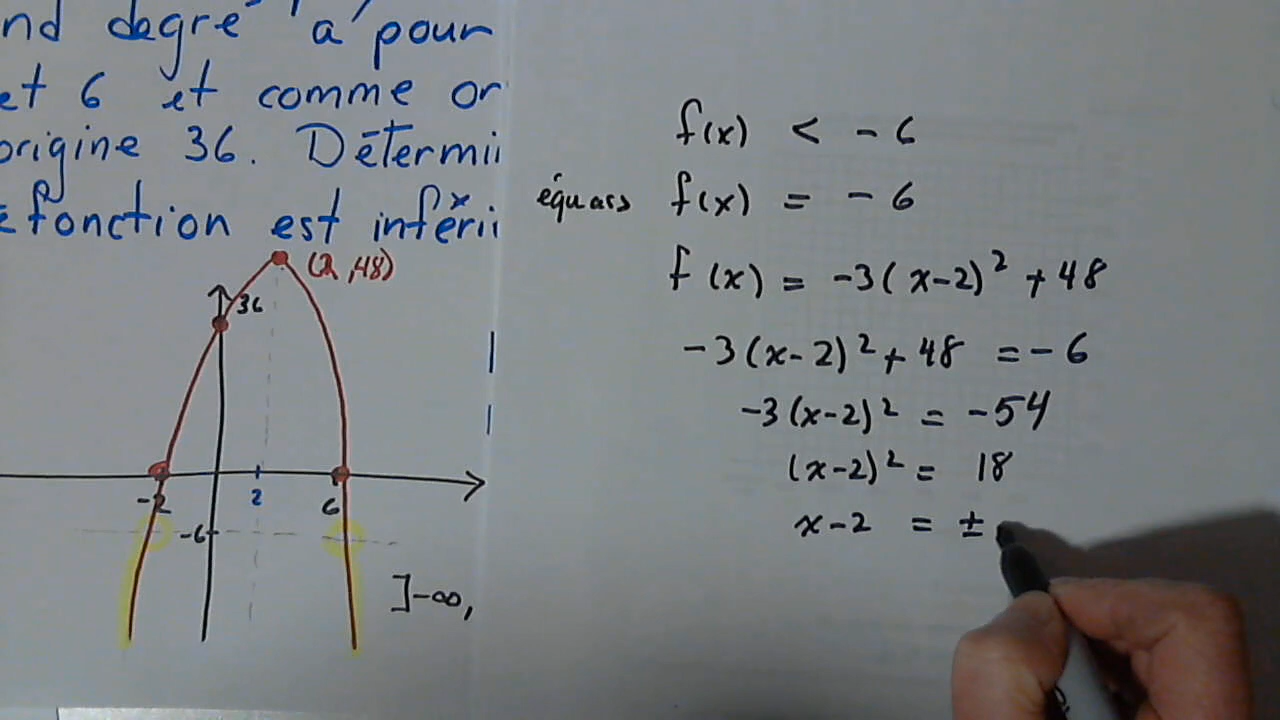 nd degré a pour
et 6 et comme or
origine 36. Détermi
fonction est inféri
(2,48)
36
-2
2
6
-6
]-∞,
f(x) < -6
f(x) = -6
f(x) = -3(x-2)² + 48
-3(x-2)² + 48 = -6
-3(x-2)² = -54
(x-2)² = 18
x-2 = ±